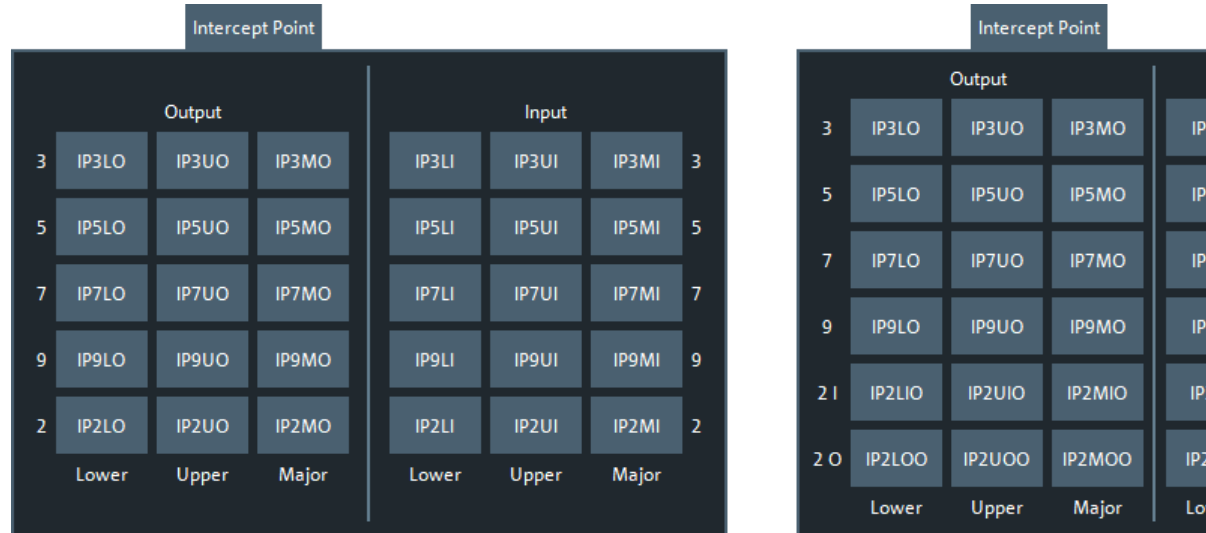 Intercept Point
Output Input
3 IP3LO IP3UO IP3MO IP3LI IP3UI IP3MI 3
5 IP5LO IP5UO IP5MO IP5LI IP5UI IP5MI 5
7 IP7LO IP7UO IP7MO IP7LI IP7UI IP7MI 7
9 IP9LO IP9UO IP9MO IP9LI IP9UI IP9MI 9
2 IP2LO IP2UO IP2MO IP2LI IP2UI IP2MI 2
Lower Upper Major Lower Upper Major
Intercept Point
Output
3 IP3LO IP3UO IP3MO
5 IP5LO IP5UO IP5MO
7 IP7LO IP7UO IP7MO
9 IP9LO IP9UO IP9MO
2 I IP2LIO IP2UIO IP2MIO
2 O IP2LOO IP2UOO IP2MOO
Lower Upper Major